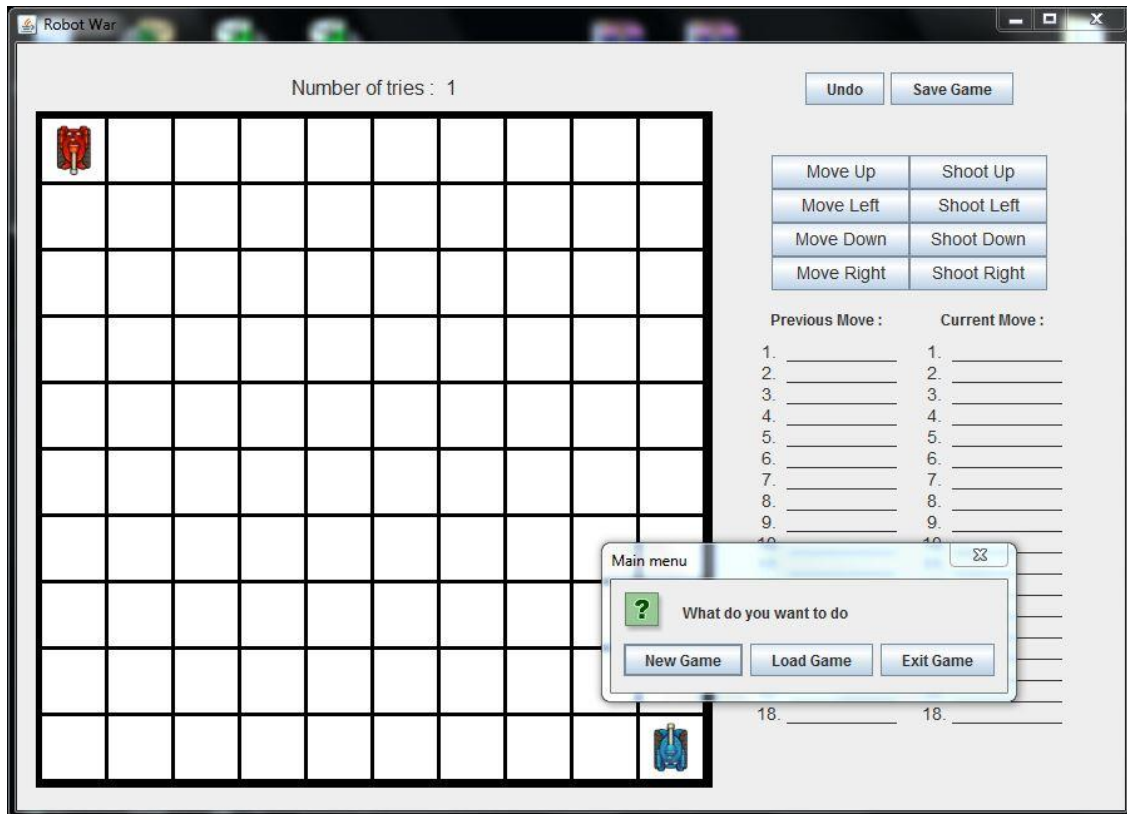 Robot War
Number of tries : 1
Undo Save Game
Move Up Shoot Up
Move Left Shoot Left
Move Down Shoot Down
Move Right Shoot Right
Previous Move : Current Move :
1. 1.
2. 2.
3. 3.
4. 4.
5. 5.
6. 6.
7. 7.
8. 8.
9. 9.
Main menu
? What do you want to do
New Game Load Game Exit Game
18. 18.